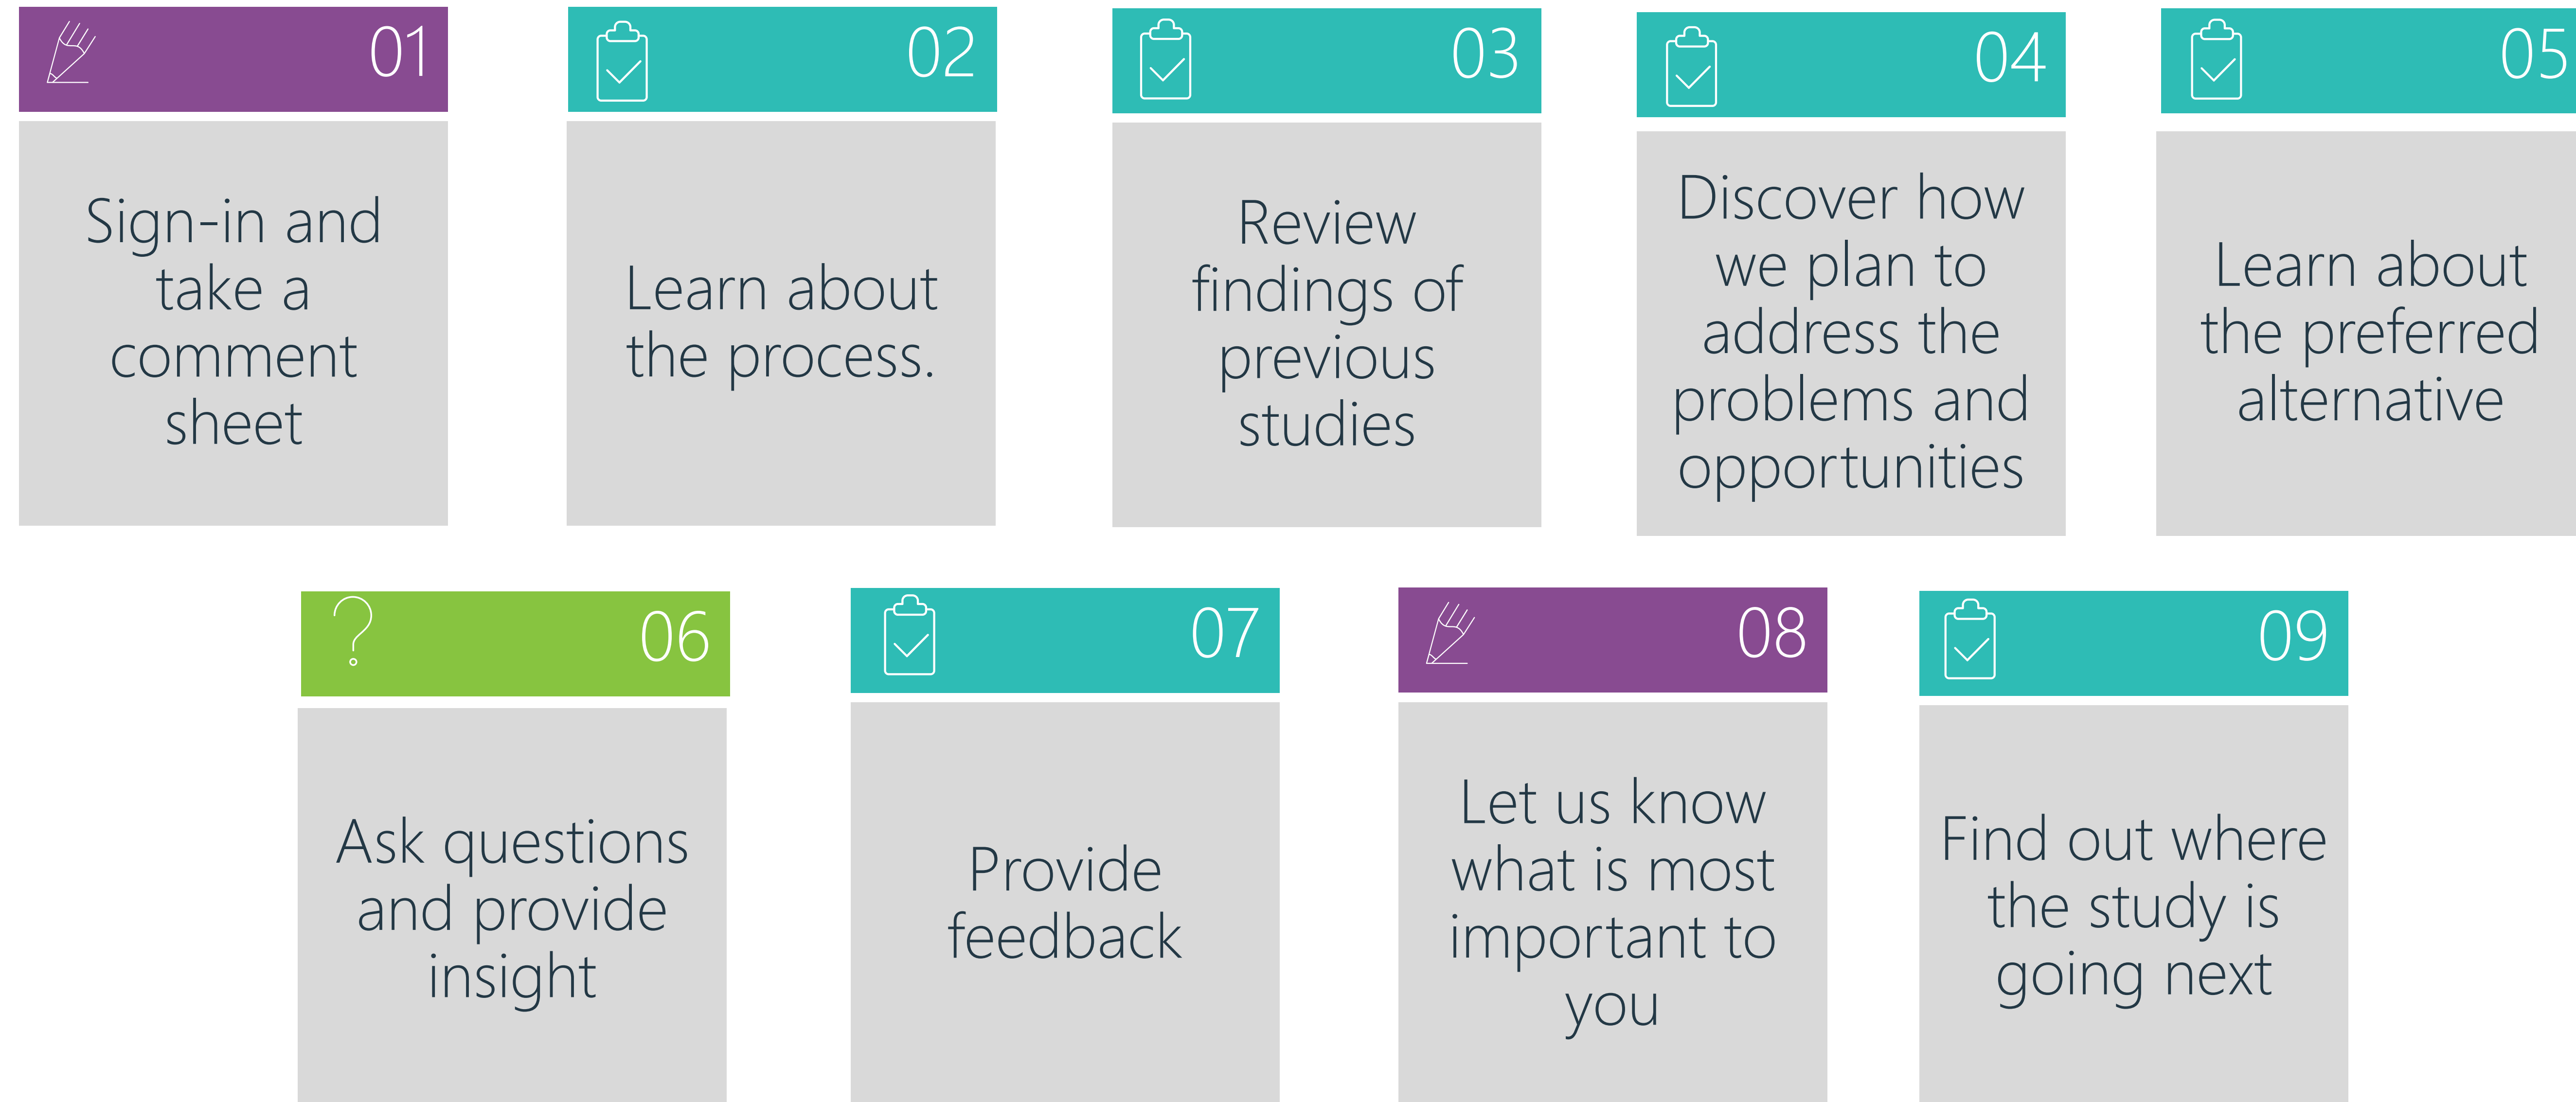 01
Sign-in and
take a
comment
sheet
02
Learn about
the process.
03
Review
findings of
previous
studies
04
Discover how
we plan to
address the
problems and
opportunities
05
Learn about
the preferred
alternative
06
Ask questions
and provide
insight
07
Provide
feedback
08
Let us know
what is most
important to
you
09
Find out where
the study is
going next